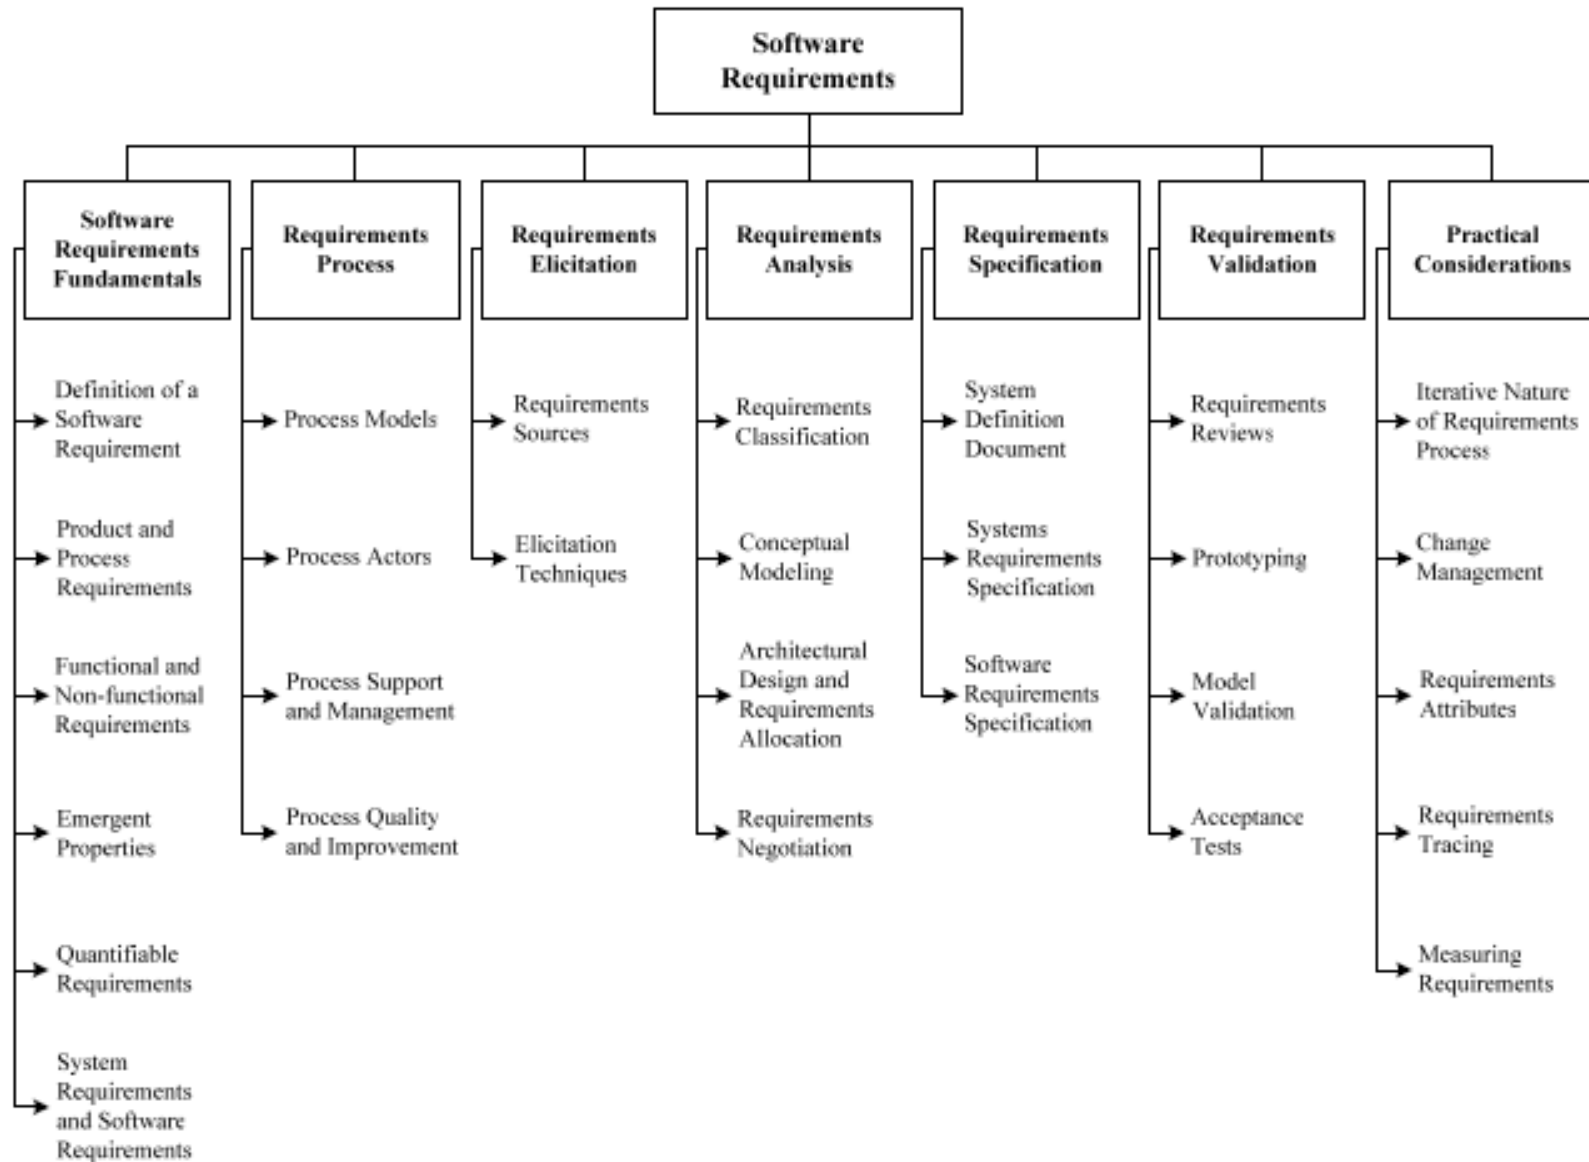 Software
Requirements
Software
Requirements
Fundamentals
Definition of a
Software
Requirement
Product and
Process
Requirements
Functional and
Non-functional
Requirements
Emergent
Properties
Quantifiable
Requirements
System
Requirements
and Software
Requirements
Requirements
Process
Process Models
Process Actors
Process Support
and Management
Process Quality
and Improvement
Requirements
Elicitation
Requirements
Sources
Elicitation
Techniques
Requirements
Analysis
Requirements
Classification
Conceptual
Modeling
Architectural
Design and
Requirements
Allocation
Requirements
Negotiation
Requirements
Specification
System
Definition
Document
Systems
Requirements
Specification
Software
Requirements
Specification
Requirements
Validation
Requirements
Reviews
Prototyping
Model
Validation
Acceptance
Tests
Practical
Considerations
Iterative Nature
of Requirements
Process
Change
Management
Requirements
Attributes
Requirements
Tracing
Measuring
Requirements